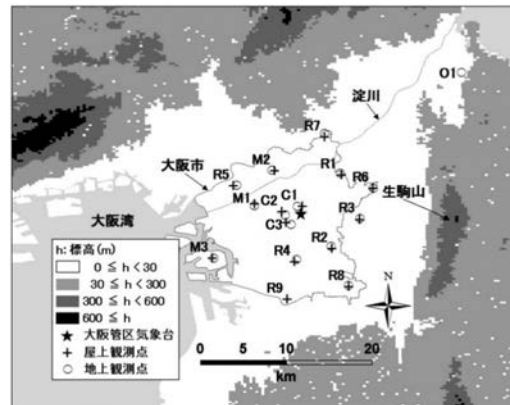 O1
淀川
R7
大阪市
M2
R1
R5
R6
生駒山
M1
C2
C1
R3
大阪湾
C3
R2
M3
R4
R8
R9
N
h: 標高(m)
0 ≦ h < 30
30 ≦ h < 300
300 ≦ h < 600
600 ≦ h
大阪管区気象台
屋上観測点
地上観測点
0 10 20
km